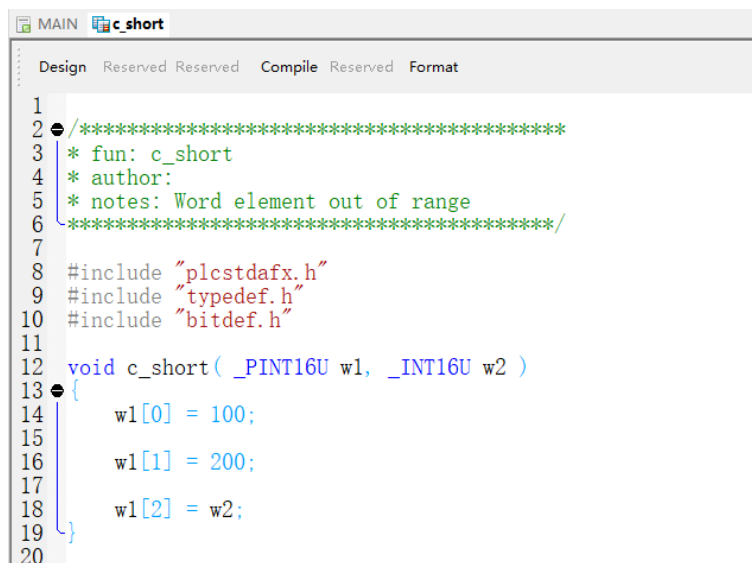 MAIN c_short
Design Reserved Reserved Compile Reserved Format
1
2 /*****************************************
3 * fun: c_short
4 * author:
5 * notes: Word element out of range
6 *****************************************/
7
8 #include "plcstdafx.h"
9 #include "typedef.h"
10 #include "bitdef.h"
11
12 void c_short( _PINT16U w1, _INT16U w2 )
13 {
14 w1[0] = 100;
15
16 w1[1] = 200;
17
18 w1[2] = w2;
19 }
20